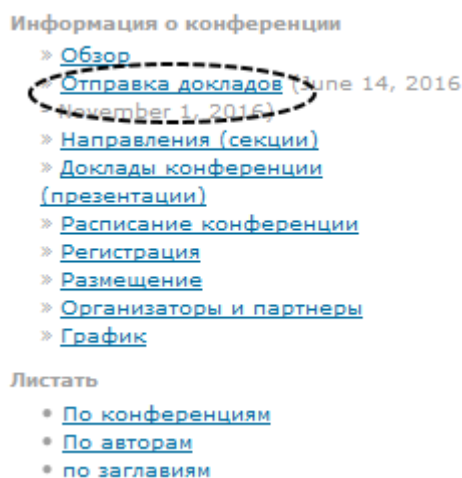 Информация о конференции
» Обзор
» Отправка докладов (June 14, 2016
- November 1, 2016)
» Направления (секции)
» Доклады конференции
(презентации)
» Расписание конференции
» Регистрация
» Размещение
» Организаторы и партнеры
» График
Листать
• По конференциям
• По авторам
• по заглавиям